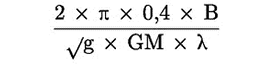 2 × π × 0,4 × B
√g × GM × λ